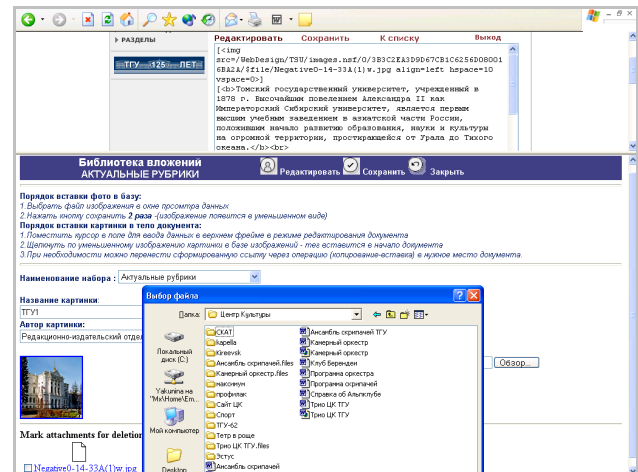 РАЗДЕЛЫ
Редактировать Сохранить К списку Выход
ТГУ 125 ЛЕТ
[<img
src=/WebDesign/TSU/images.nsf/0/3B3C2EA3D9D67CB1C6256D08001
6BA2A/$file/Negative0-14-33A(1)w.jpg align=left hspace=10
vspace=0>]
[<b>Томский государственный университет, учрежденный в
1878 г. Высочайшим повелением Александра II как
Императорский Сибирский университет, является первым
высшим учебным заведением в азиатской части России,
положившим начало развитию образования, науки и культуры
на огромной территории, простирающейся от Урала до Тихого
океана.</b><br>
Библиотека вложений
АКТУАЛЬНЫЕ РУБРИКИ
Редактировать Сохранить Закрыть
Порядок вставки фото в базу:
1.Выбрать файл изображения в окне просмтра данных
2.Нажать кнопку сохранить 2 раза -(изображение появится в уменьшенном виде)
Порядок вставки картинки в тело документа:
1.Поместить курсор в поле для ввода данных в верхнем фрейме в режиме редактирования документа
2.Щелкнуть по уменьшенному изображению картинки в базе изображений - тег вставится в начало документа
3.При необходимости можно перенести сформированную ссылку через операцию (копирование-вставка) в нужное место документа.
Наименование набора : Актуальные рубрики
Название картинки:
ТГУ1
Автор картинки:
Редакционно-издательский отдел
Обзор...
Mark attachments for deletion
Negative0-14-33A(1)w.jpg
Выбор файла
Папка: Центр Культуры
Локальный
диск (C:)
Yakunina на
"Mx\Home\Em...
Мой компьютер
Desktop
СКАТ
kapella
Kireevsk
Ансамбль скрипачей.files
Камерный оркестр.files
макониум
профилак
Сайт ЦК
Спорт
ТГУ-62
Тетр в роще
Трио ЦК ТГУ.files
Эстус
Ансамбль скрипачей
Ансамбль скрипачей ТГУ
Камерный оркестр
Камерный оркестр
Клуб Берендеи
Программа оркестра
Программа скрипачей
Справка об Альпклубе
Трио ЦК ТГУ
Трио ЦК ТГУ